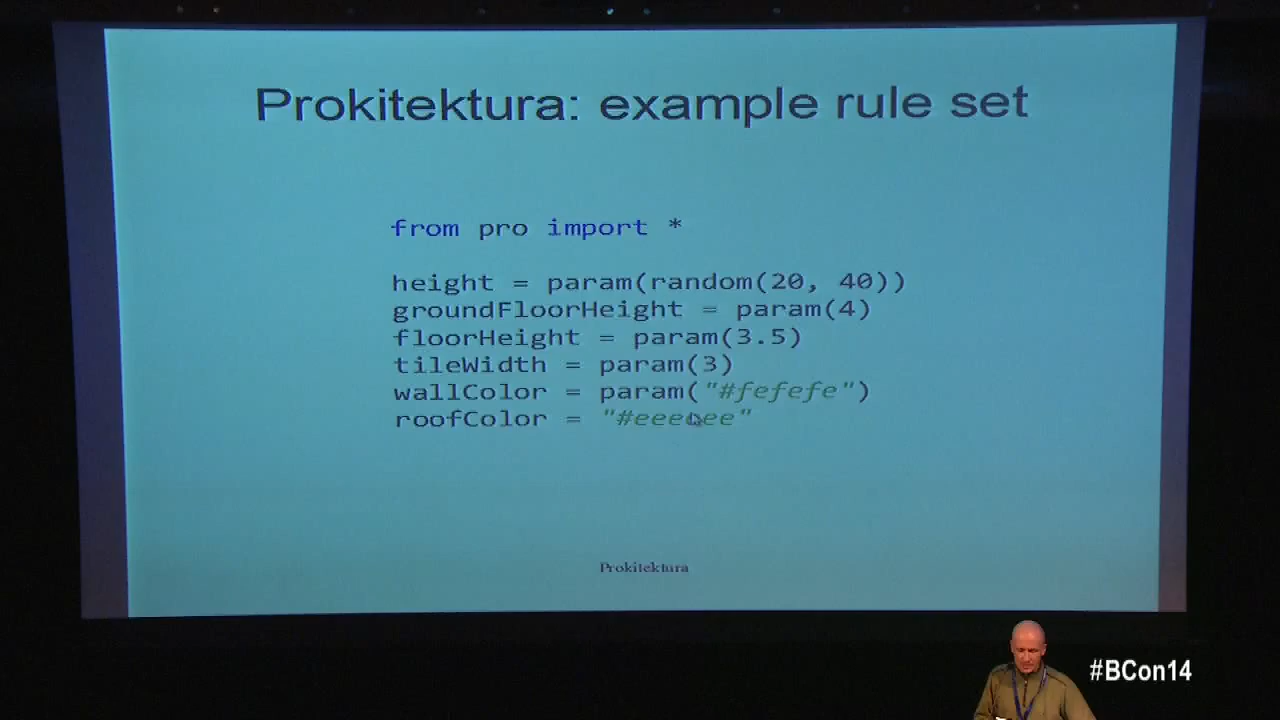 Prokitektura: example rule set
from pro import *
height = param(random(20, 40))
groundFloorHeight = param(4)
floorHeight = param(3.5)
tileWidth = param(3)
wallColor = param("#fefefe")
roofColor = "#eeeeee"
Prokitektura
#BCon14